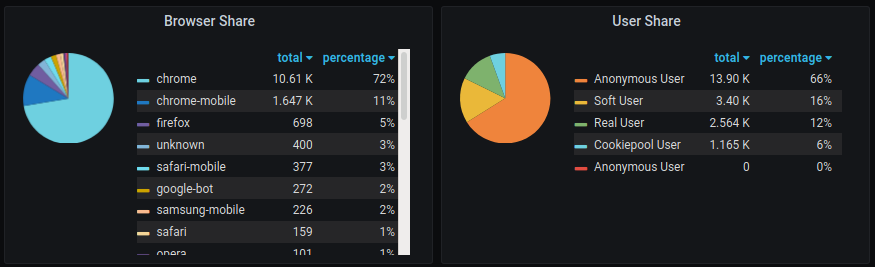 Browser Share
total percentage
chrome 10.61 K 72%
chrome-mobile 1.647 K 11%
firefox 698 5%
unknown 400 3%
safari-mobile 377 3%
google-bot 272 2%
samsung-mobile 226 2%
safari 159 1%
opera 101 1%
User Share
total percentage
Anonymous User 13.90 K 66%
Soft User 3.40 K 16%
Real User 2.564 K 12%
Cookiepool User 1.165 K 6%
Anonymous User 0 0%